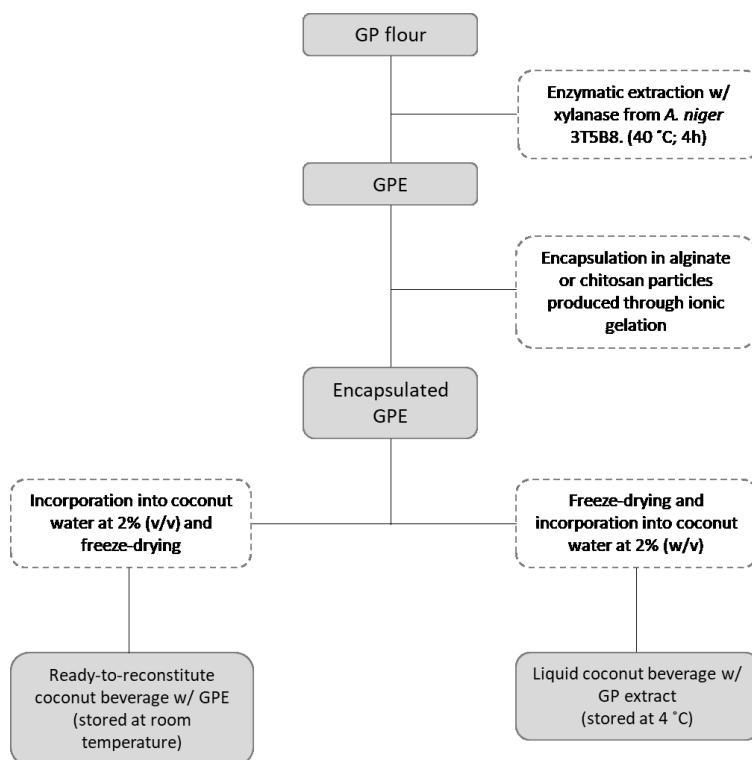 GP flour
Enzymatic extraction w/
xylanase from A. niger
3T5B8. (40 ˚C; 4h)
GPE
Encapsulation in alginate
or chitosan particles
produced through ionic
gelation
Encapsulated
GPE
Incorporation into coconut
water at 2% (v/v) and
freeze-drying
Freeze-drying and
incorporation into coconut
water at 2% (w/v)
Ready-to-reconstitute
coconut beverage w/ GPE
(stored at room
temperature)
Liquid coconut beverage w/
GP extract
(stored at 4 ˚C)